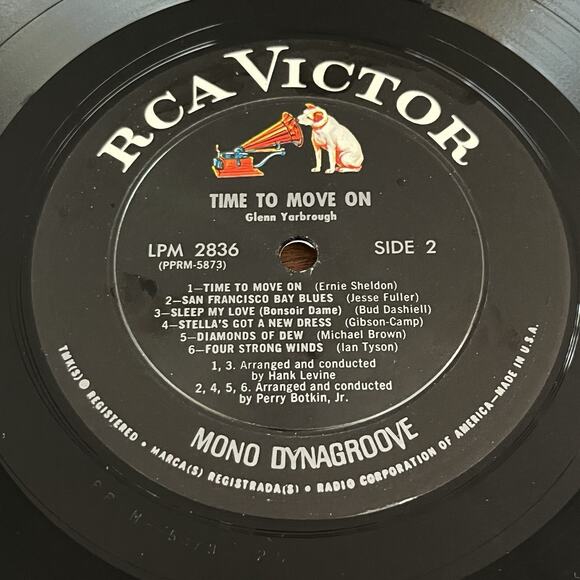 RCA VICTOR
TIME TO MOVE ON
Glenn Yarbrough
LPM 2836 SIDE 2
(PPRM-5873)
1—TIME TO MOVE ON (Ernie Sheldon)
2—SAN FRANCISCO BAY BLUES (Jesse Fuller)
3—SLEEP MY LOVE (Bonsoir Dame) (Bud Dashiell)
4—STELLA'S GOT A NEW DRESS (Gibson-Camp)
5—DIAMONDS OF DEW (Michael Brown)
6—FOUR STRONG WINDS (Ian Tyson)
1, 3. Arranged and conducted
by Hank Levine
2, 4, 5, 6. Arranged and conducted
by Perry Botkin, Jr.
MONO DYNAGROOVE
TMK(S) ® REGISTERED • MARCA(S) REGISTRADA(S) • RADIO CORPORATION OF AMERICA—MADE IN U.S.A.